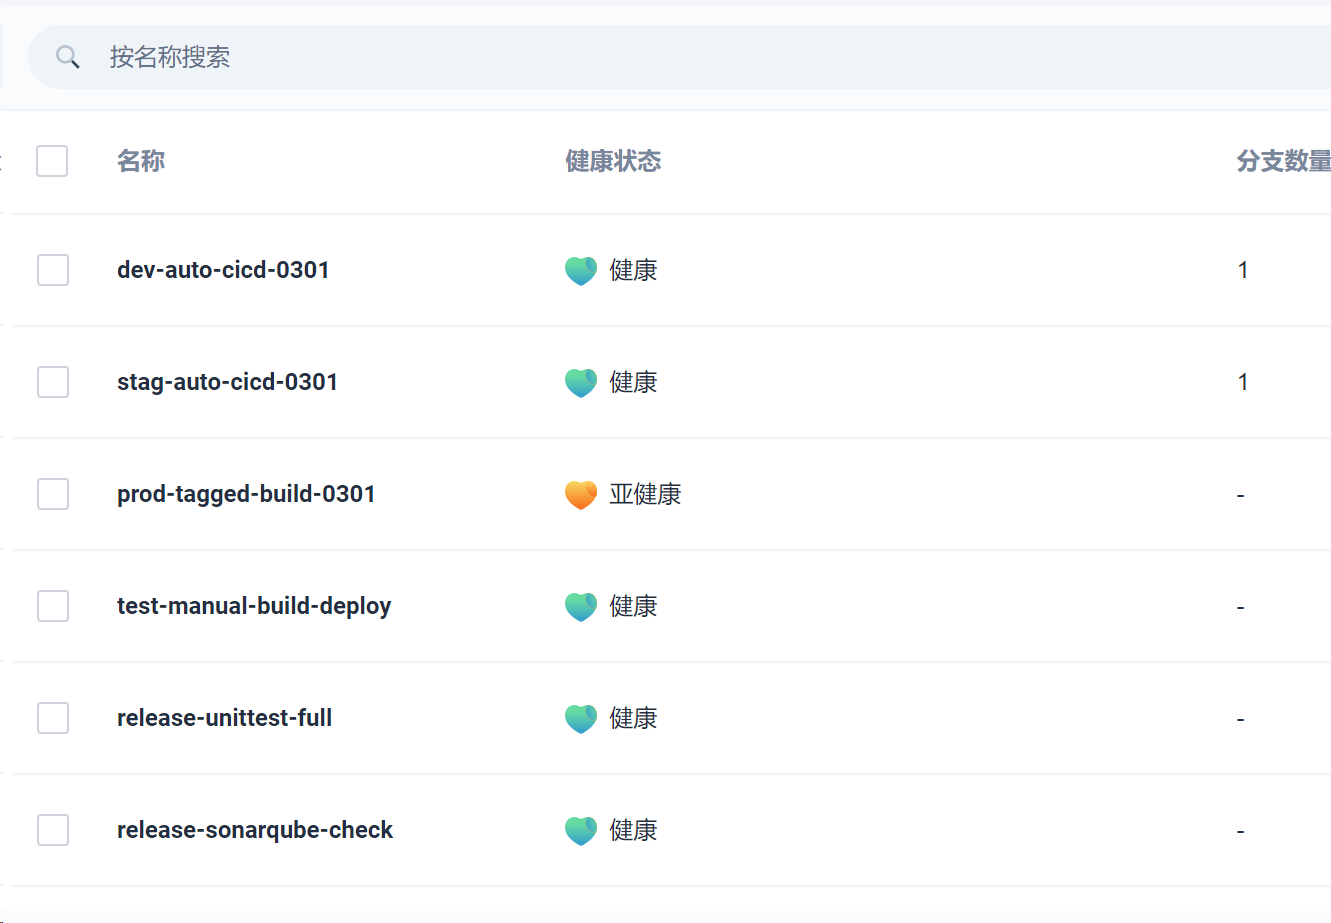 按名称搜索
名称 健康状态 分支数量
dev-auto-cicd-0301 健康 1
stag-auto-cicd-0301 健康 1
prod-tagged-build-0301 亚健康 -
test-manual-build-deploy 健康 -
release-unittest-full 健康 -
release-sonarqube-check 健康 -